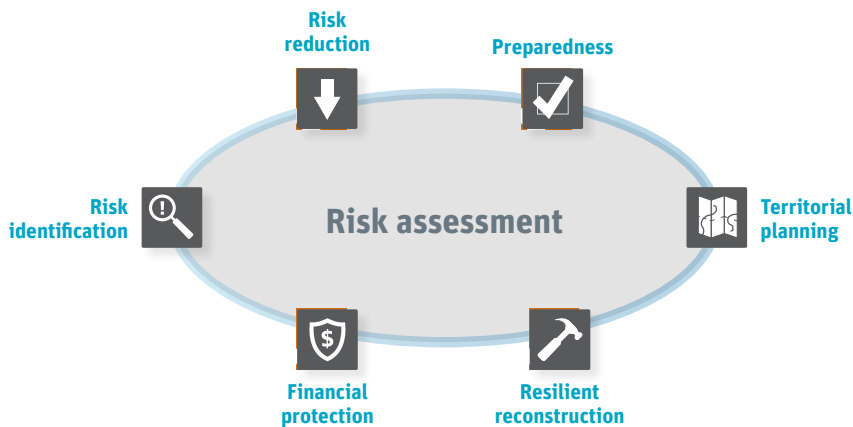 Risk
reduction
Preparedness
Risk
identification
!
Risk assessment
Territorial
planning
$
Financial
protection
Resilient
reconstruction